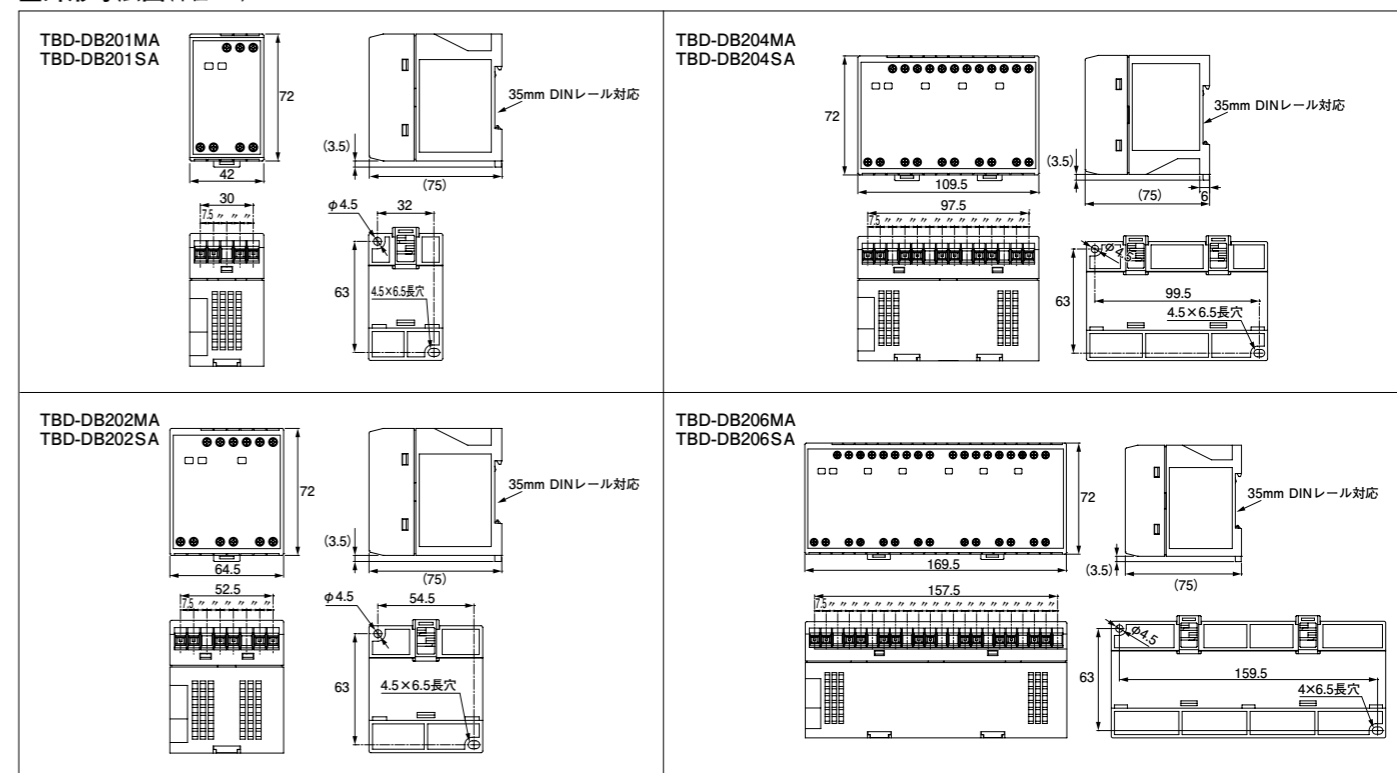 TBD-DB201MA
TBD-DB201SA
72
42
35mm DINレール対応
(3.5)
(75)
30
7.5 〃 〃 〃
φ4.5
32
63
4.5×6.5長穴
TBD-DB204MA
TBD-DB204SA
72
109.5
35mm DINレール対応
(3.5)
(75)
6
97.5
7.5 〃 〃 〃 〃 〃 〃 〃 〃 〃 〃 〃 〃
63
99.5
4.5×6.5長穴
TBD-DB202MA
TBD-DB202SA
72
64.5
35mm DINレール対応
(3.5)
(75)
52.5
7.5 〃 〃 〃 〃 〃 〃
φ4.5
54.5
63
4.5×6.5長穴
TBD-DB206MA
TBD-DB206SA
72
169.5
35mm DINレール対応
(3.5)
(75)
157.5
7.5 〃 〃 〃 〃 〃 〃 〃 〃 〃 〃 〃 〃 〃 〃 〃 〃 〃 〃 〃 〃
φ4.5
63
159.5
4×6.5長穴